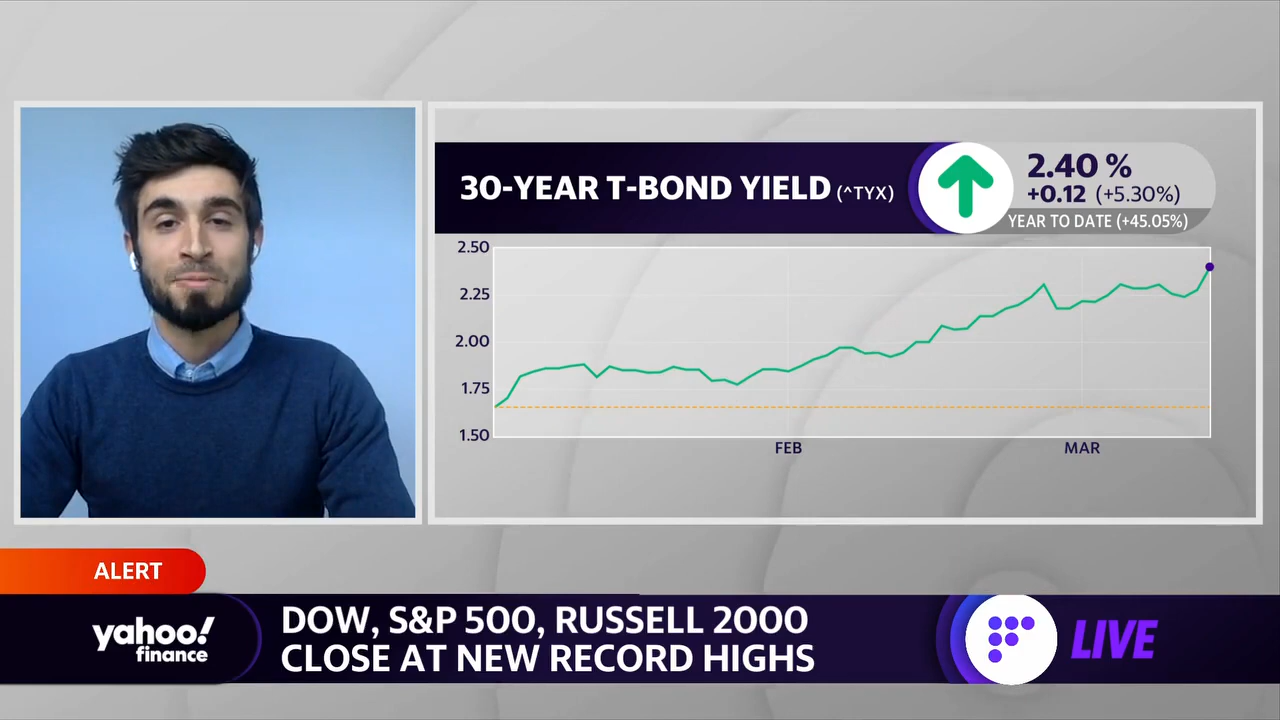 30-YEAR T-BOND YIELD (^TYX)
2.40 %
+0.12 (+5.30%)
YEAR TO DATE (+45.05%)
2.50
2.25
2.00
1.75
1.50
FEB
MAR
ALERT
yahoo!
finance
DOW, S&P 500, RUSSELL 2000
CLOSE AT NEW RECORD HIGHS
LIVE